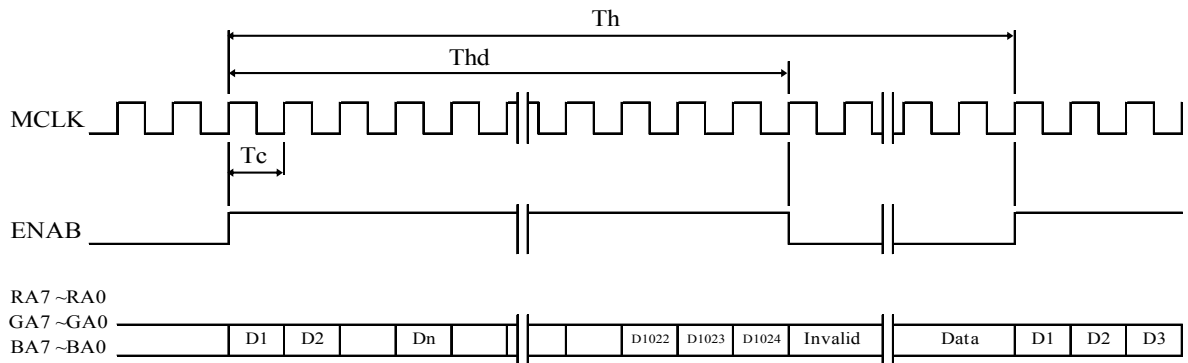 Th
Thd
MCLK
Tc
ENAB
RA7 ~RA0
GA7 ~GA0
BA7 ~BA0
D1 D2 Dn D1022 D1023 D1024 Invalid Data D1 D2 D3